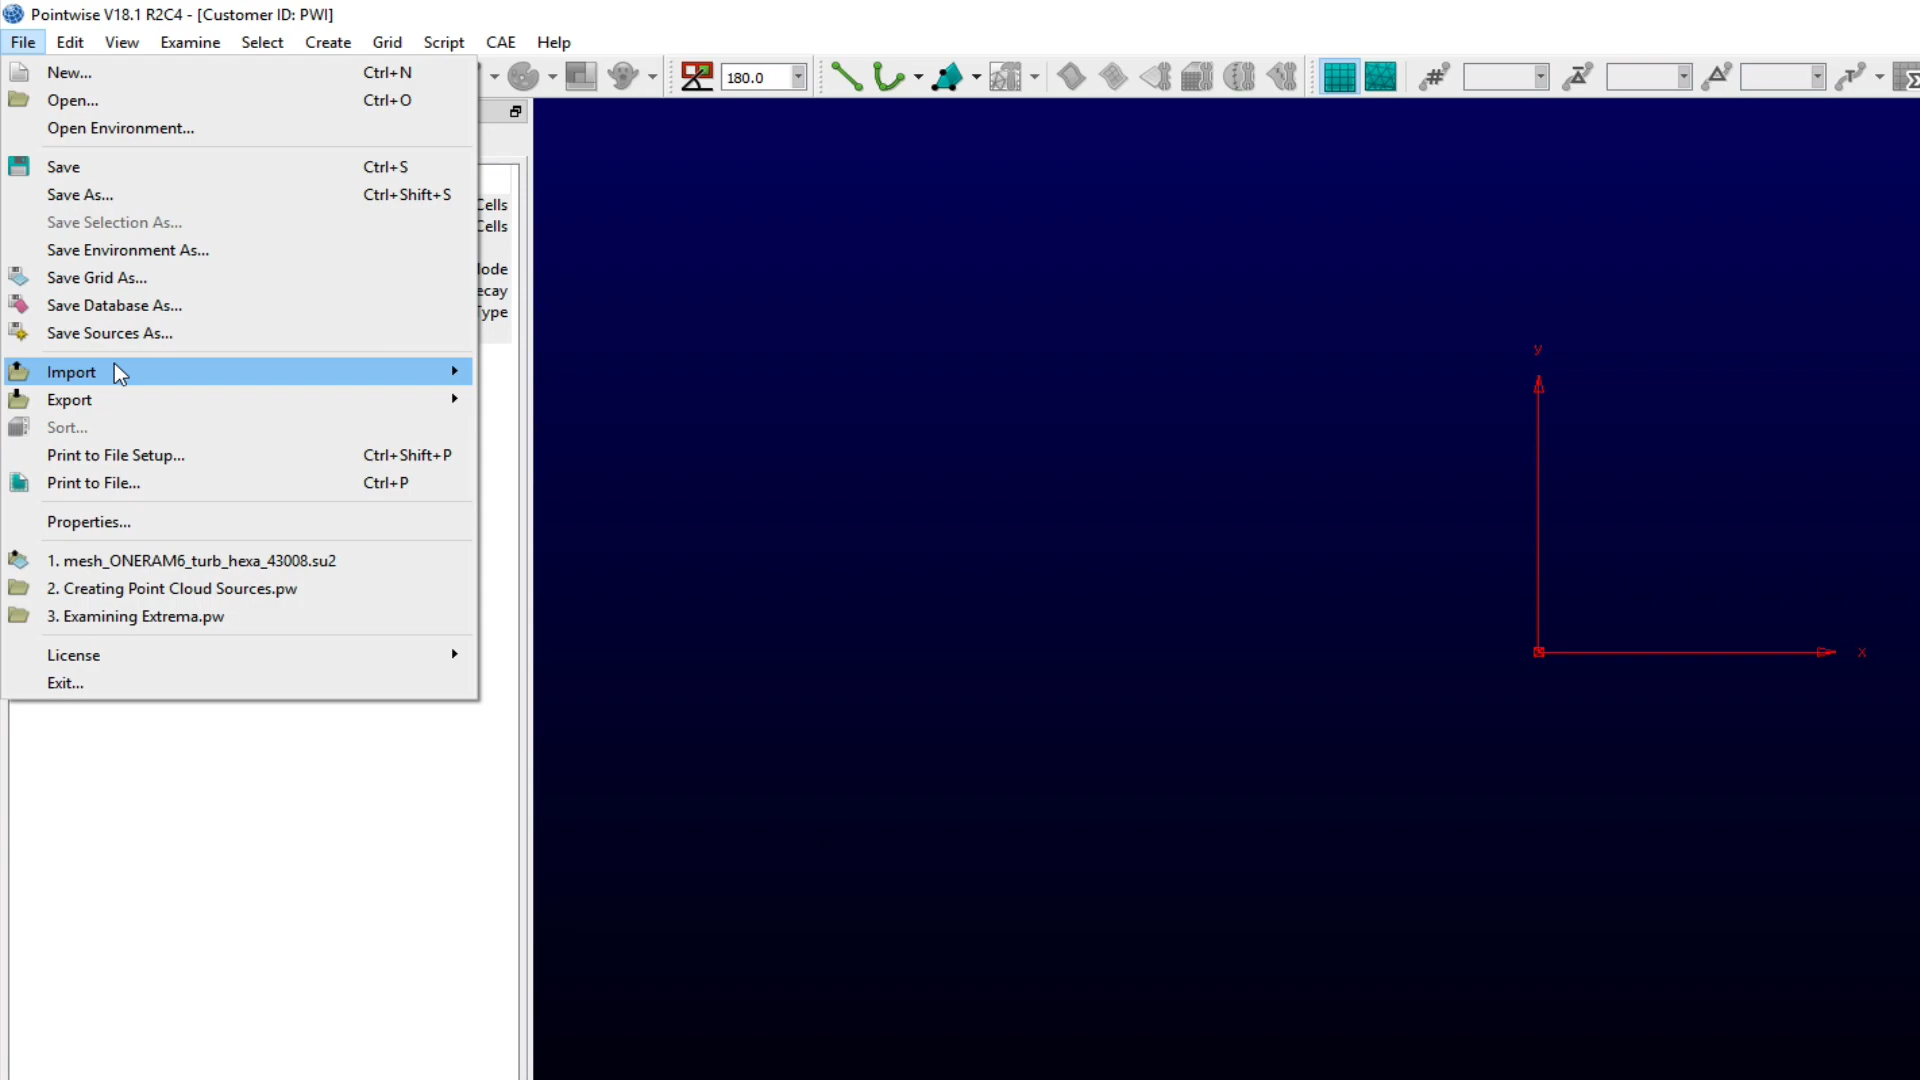 Pointwise V18.1 R2C4 - [Customer ID: PWI]
File Edit View Examine Select Create Grid Script CAE Help
180.0
New... Ctrl+N
Open... Ctrl+O
Open Environment...
Save Ctrl+S
Save As... Ctrl+Shift+S
Save Selection As...
Cells
Cells
Save Environment As...
Save Grid As...
Save Database As...
Type
Save Sources As...
Import
Export
Sort...
Print to File Setup... Ctrl+Shift+P
Print to File... Ctrl+P
Properties...
1. mesh_ONERAM6_turb_hexa_43008.su2
2. Creating Point Cloud Sources.pw
3. Examining Extrema.pw
License
Exit...
y
x